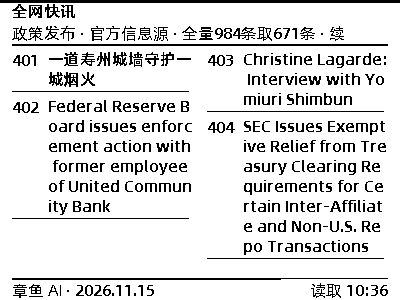 全网快讯
政策发布 · 官方信息源 · 全量984条取671条 · 续
401 一道寿州城墙守护一
城烟火
402 Federal Reserve B
oard issues enforc
ement action with
former employee
of United Commun
ity Bank
403 Christine Lagarde:
Interview with Yo
miuri Shimbun
404 SEC Issues Exempt
ive Relief from Tre
asury Clearing Re
quirements for Ce
rtain Inter-Affiliat
e and Non-U.S. Re
po Transactions
章鱼 AI · 2026.11.15
读取 10:36